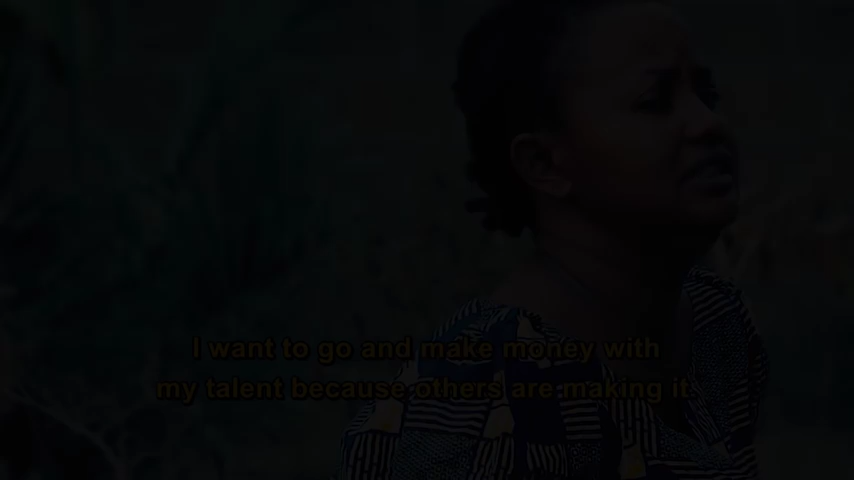 I want to go and make money with
my talent because others are making it.